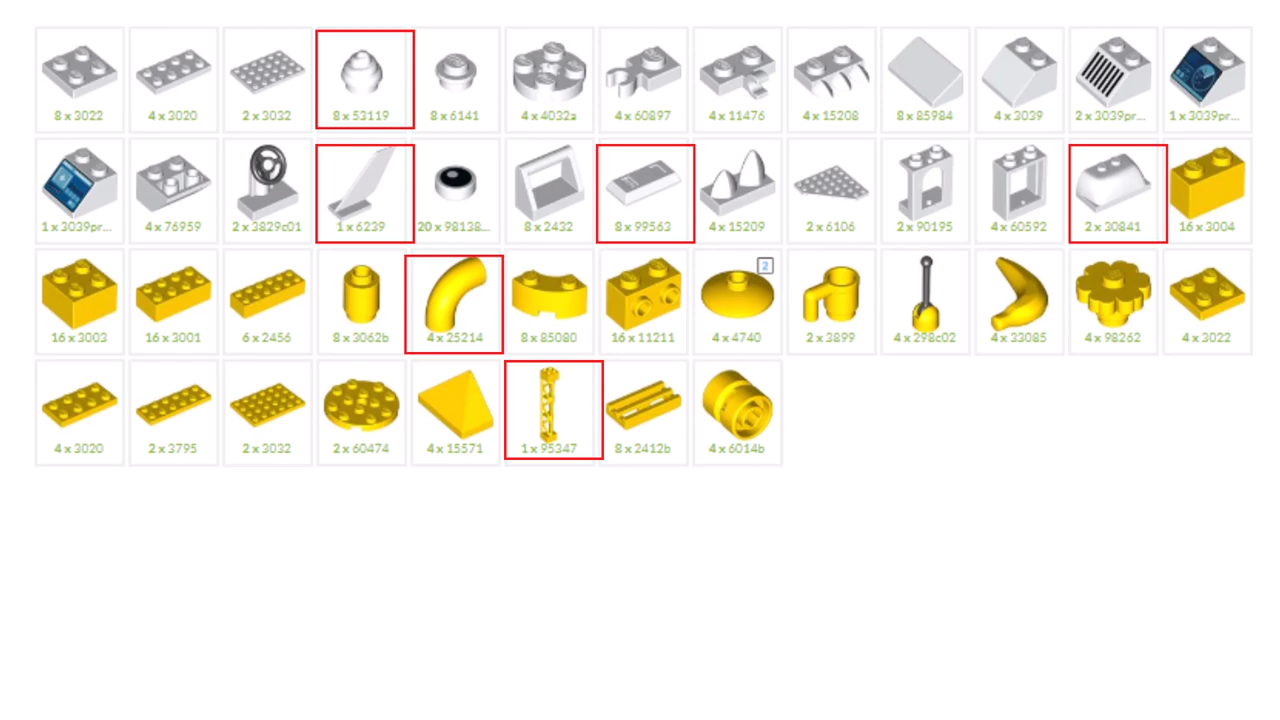 8 x 3022 4 x 3020 2 x 3032 8 x 53119 8 x 6141 4 x 4032a 4 x 60897 4 x 11476 4 x 15208 8 x 85984 4 x 3039 2 x 3039pr... 1 x 3039pr...
1 x 3039pr... 4 x 76959 2 x 3829c01 1 x 6239 20 x 98138... 8 x 2432 8 x 99563 4 x 15209 2 x 6106 2 x 90195 4 x 60592 2 x 30841 16 x 3004
2
16 x 3003 16 x 3001 6 x 2456 8 x 3062b 4 x 25214 8 x 85080 16 x 11211 4 x 4740 2 x 3899 4 x 298c02 4 x 33085 4 x 98262 4 x 3022
4 x 3020 2 x 3795 2 x 3032 2 x 60474 4 x 15571 1 x 95347 8 x 2412b 4 x 6014b